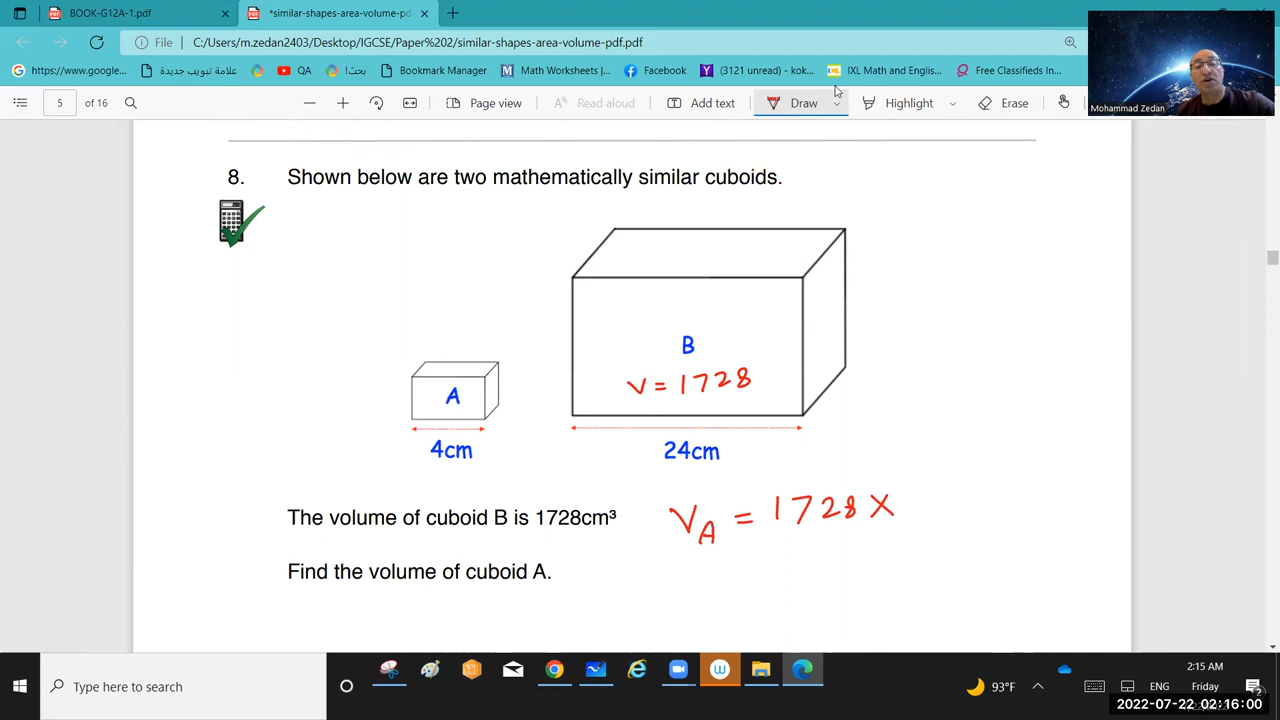 BOOK-G12A-1
*similar-shapes-area-volume-pd
File
C:/Users/m.zedan2403/Desktop/IGCSE/Paper%202/similar-shapes-area-volume-pdf.pdf
https://www.google...
علامة تبويب جديدة
QA
بحث!
Bookmark Manager
Math Worksheets |...
Facebook
(3121 unread) - kok...
IXL Math and Englis...
Free Classifieds In...
Mohammad Zedan
5 of 16
Page view
Read aloud
Add text
Draw
Highlight
Erase
8. Shown below are two mathematically similar cuboids.
B
V = 1728
A
4cm
24cm
The volume of cuboid B is 1728cm³
V_A = 1728 X
Find the volume of cuboid A.
Type here to search
93°F
ENG
2:15 AM
Friday
2022-07-22 02:16:00